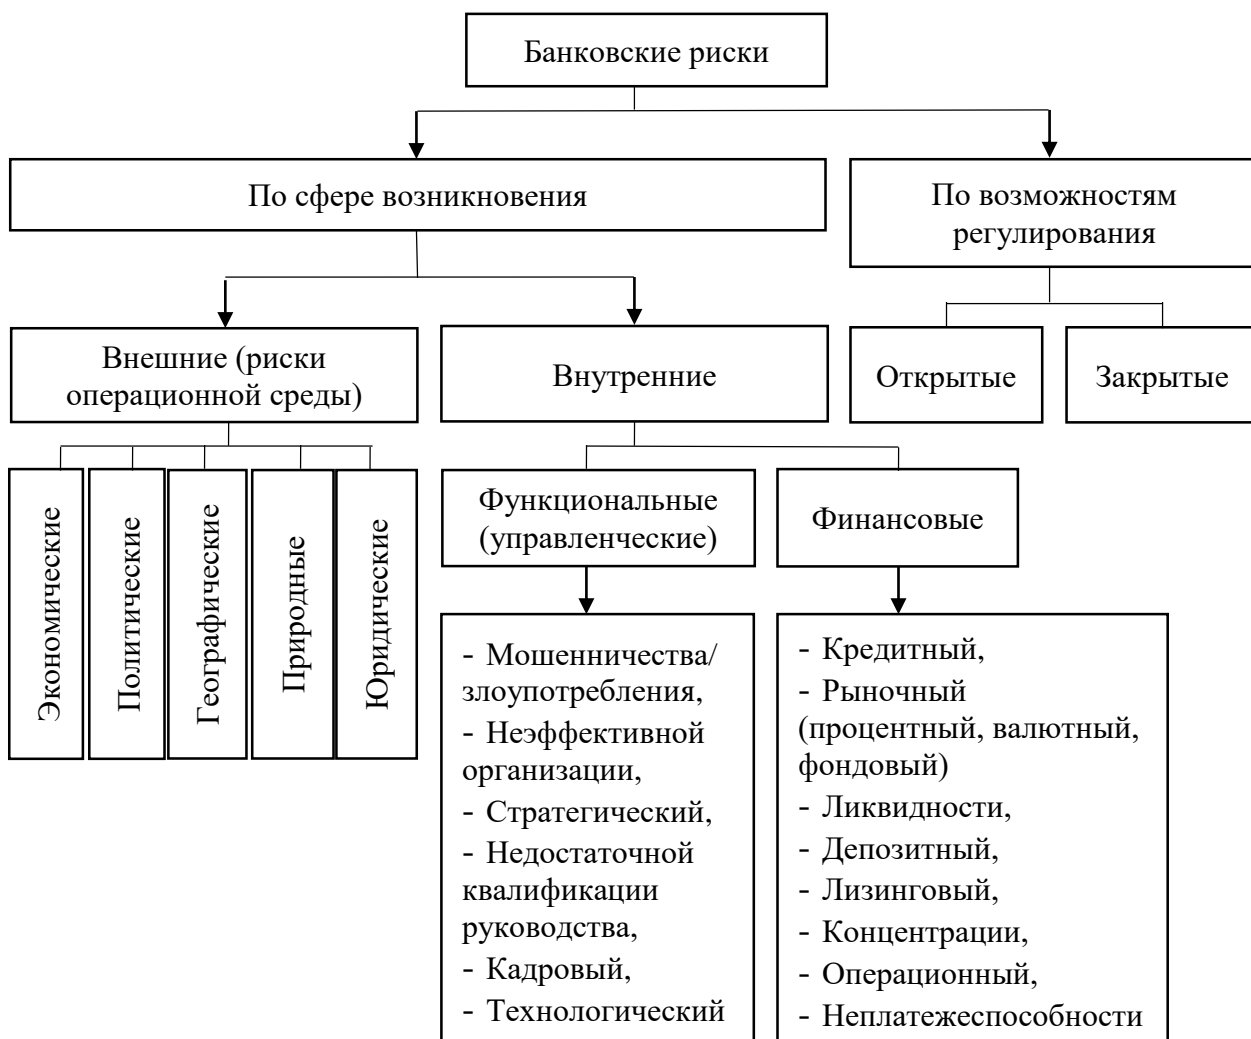 Банковские риски
По сфере возникновения
По возможностям
регулирования
Внешние (риски
операционной среды)
Внутренние
Открытые
Закрытые
Экономические
Политические
Географические
Природные
Юридические
Функциональные
(управленческие)
Финансовые
- Мошенничества/
злоупотребления,
- Неэффективной
организации,
- Стратегический,
- Недостаточной
квалификации
руководства,
- Кадровый,
- Технологический
- Кредитный,
- Рыночный
(процентный, валютный,
фондовый)
- Ликвидности,
- Депозитный,
- Лизинговый,
- Концентрации,
- Операционный,
- Неплатежеспособности